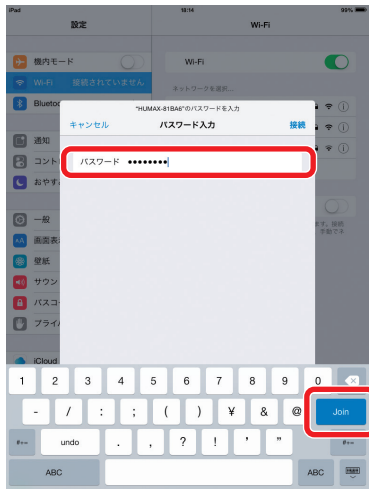 iPad
16:14
99%
設定
Wi-Fi
機内モード
Wi-Fi
Wi-Fi 接続されていません
ネットワークを選択...
Bluetoo
"HUMAX-81BA6"のパスワードを入力
キャンセル パスワード入力 接続
通知
パスワード ••••••••
コント
おやす
一般
画面表
壁紙
サウン
パスコ
プライ
iCloud
1 2 3 4 5 6 7 8 9 0
- / : ; ( ) ¥ & @ Join
#+= undo . , ? ! ' " #+=
ABC ABC